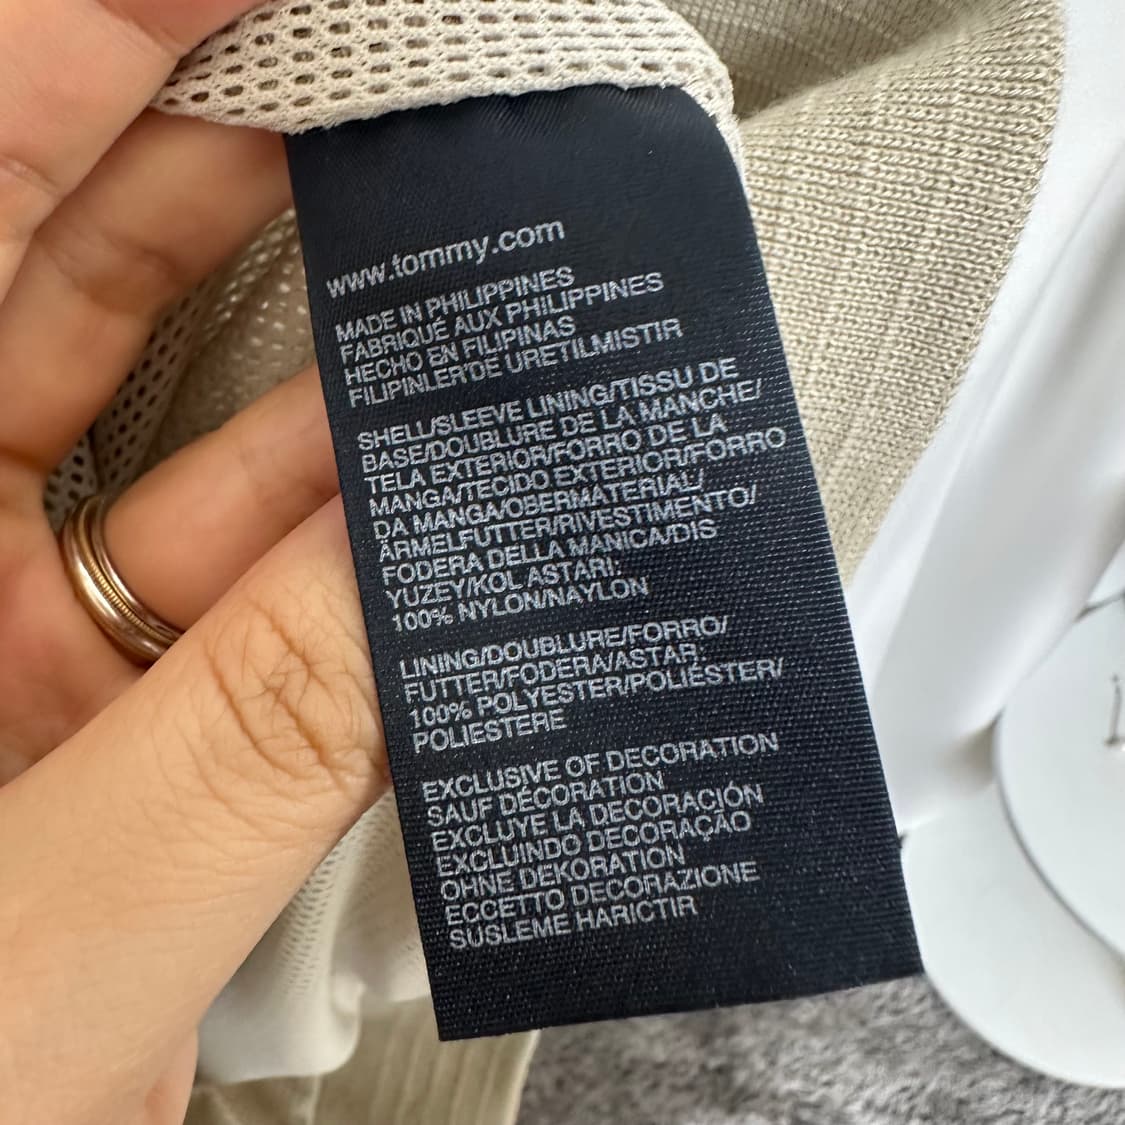 www.tommy.com
MADE IN PHILIPPINES
FABRIQUÉ AUX PHILIPPINES
HECHO EN FILIPINAS
FILIPINLER'DE URETILMISTIR
SHELL/SLEEVE LINING/TISSU DE
BASE/DOUBLURE DE LA MANCHE/
TELA EXTERIOR/FORRO DE LA
MANGA/TECIDO EXTERIOR/FORRO
DA MANGA/OBERMATERIAL/
ÄRMELFUTTER/RIVESTIMENTO/
FODERA DELLA MANICA/DIS
YUZEY/KOL ASTARI:
100% NYLON/NAYLON
LINING/DOUBLURE/FORRO/
FUTTER/FODERA/ASTAR:
100% POLYESTER/POLIÉSTER/
POLIESTERE
EXCLUSIVE OF DECORATION
SAUF DÉCORATION
EXCLUYE LA DECORACIÓN
EXCLUINDO DECORAÇÃO
OHNE DEKORATION
ECCETTO DECORAZIONE
SUSLEME HARICTIR